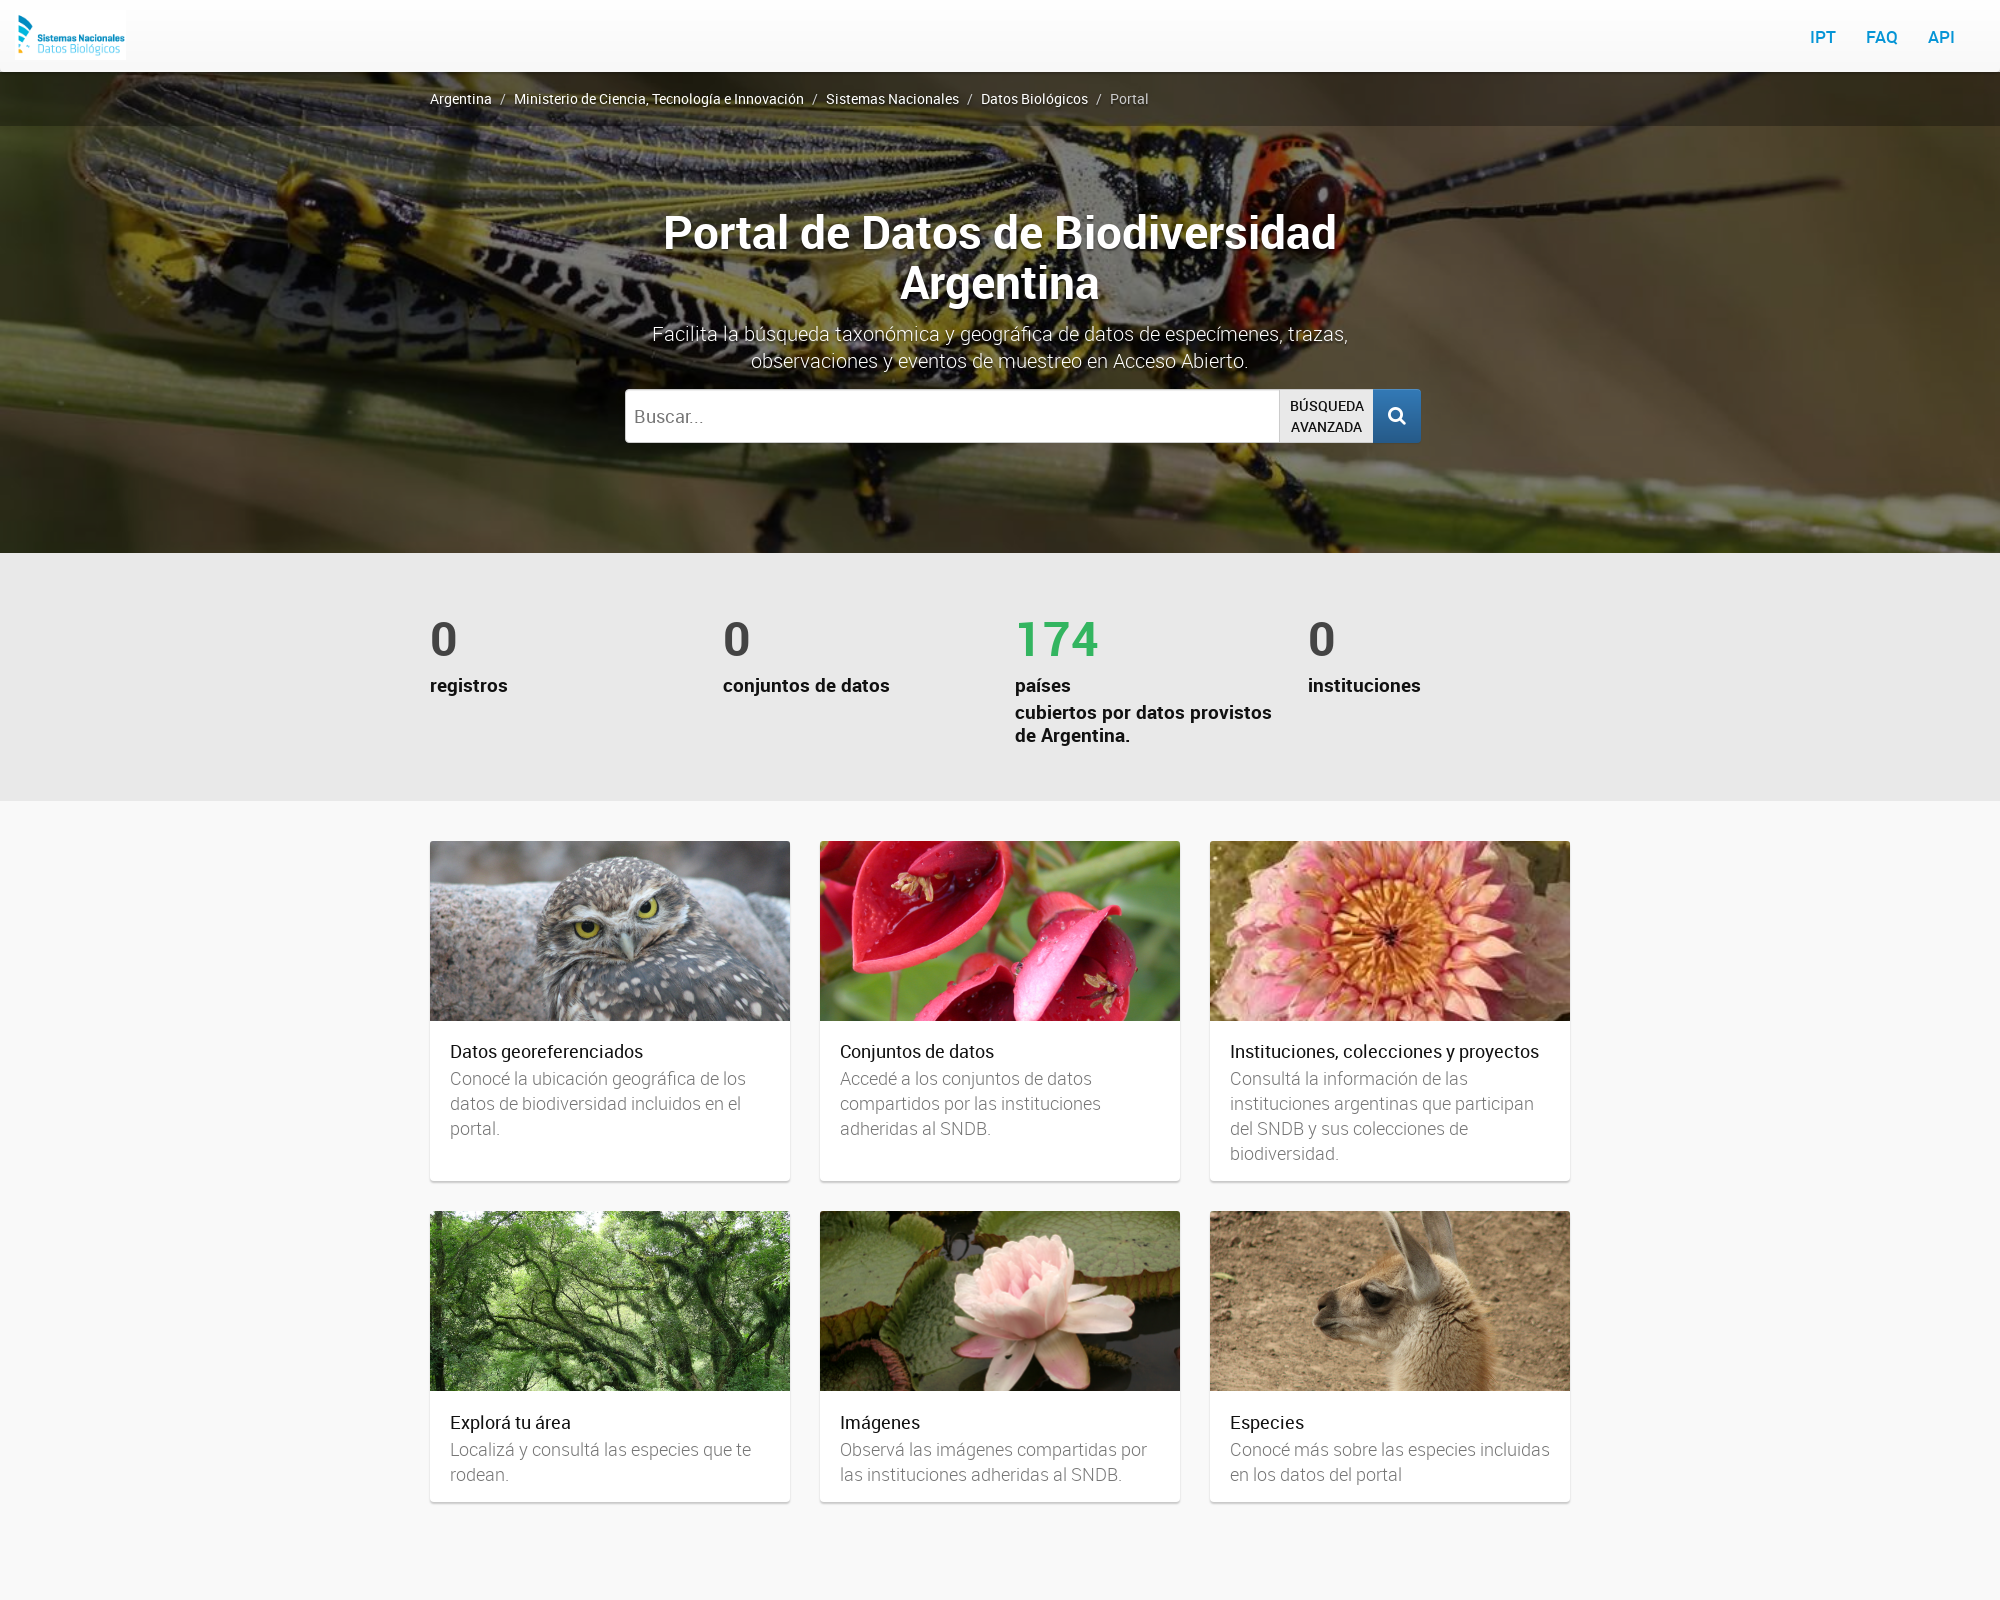 Sistemas Nacionales
Datos Biológicos
IPT
FAQ
API
Argentina / Ministerio de Ciencia, Tecnología e Innovación / Sistemas Nacionales / Datos Biológicos / Portal
Portal de Datos de Biodiversidad
Argentina
Facilita la búsqueda taxonómica y geográfica de datos de especímenes, trazas,
observaciones y eventos de muestreo en Acceso Abierto.
Buscar...
BÚSQUEDA
AVANZADA
0
registros
0
conjuntos de datos
174
países
cubiertos por datos provistos
de Argentina.
0
instituciones
Datos georeferenciados
Conocé la ubicación geográfica de los
datos de biodiversidad incluidos en el
portal.
Conjuntos de datos
Accedé a los conjuntos de datos
compartidos por las instituciones
adheridas al SNDB.
Instituciones, colecciones y proyectos
Consultá la información de las
instituciones argentinas que participan
del SNDB y sus colecciones de
biodiversidad.
Explorá tu área
Localizá y consultá las especies que te
rodean.
Imágenes
Observá las imágenes compartidas por
las instituciones adheridas al SNDB.
Especies
Conocé más sobre las especies incluidas
en los datos del portal